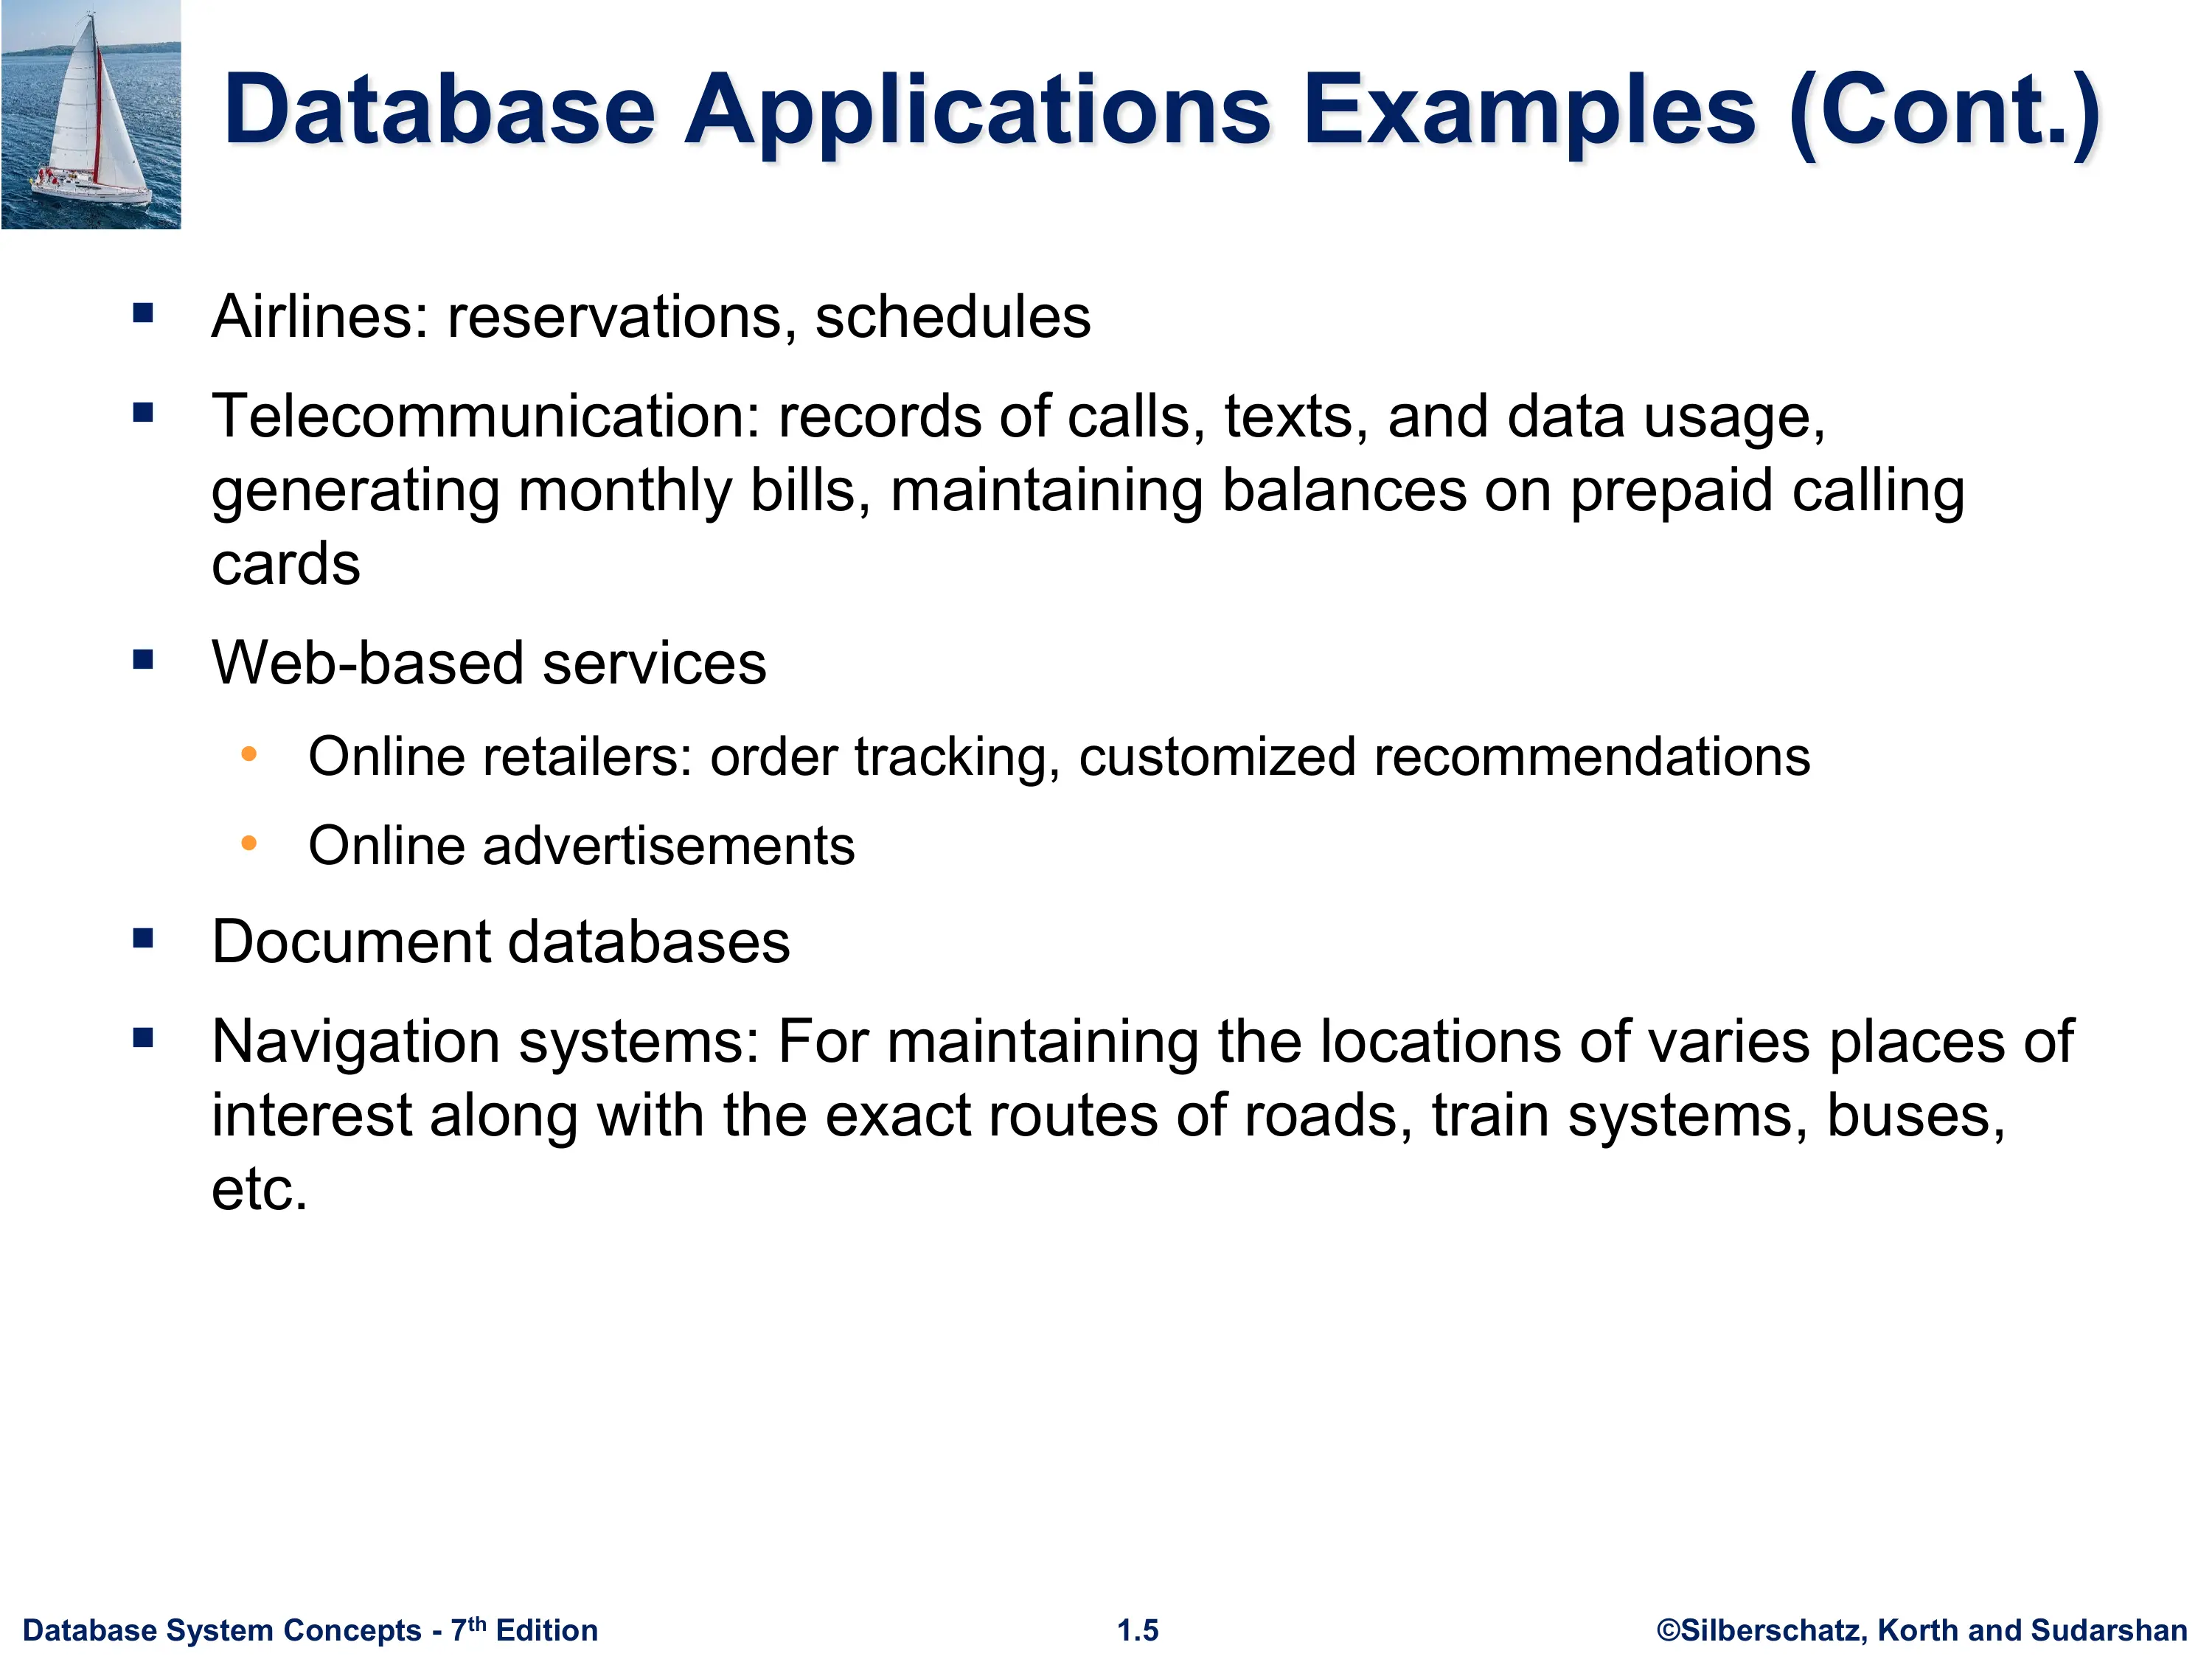 Database Applications Examples (Cont.)
▪ Airlines: reservations, schedules
▪ Telecommunication: records of calls, texts, and data usage,
generating monthly bills, maintaining balances on prepaid calling
cards
▪ Web-based services
• Online retailers: order tracking, customized recommendations
• Online advertisements
▪ Document databases
▪ Navigation systems: For maintaining the locations of varies places of
interest along with the exact routes of roads, train systems, buses,
etc.
Database System Concepts - 7th Edition
1.5
©Silberschatz, Korth and Sudarshan